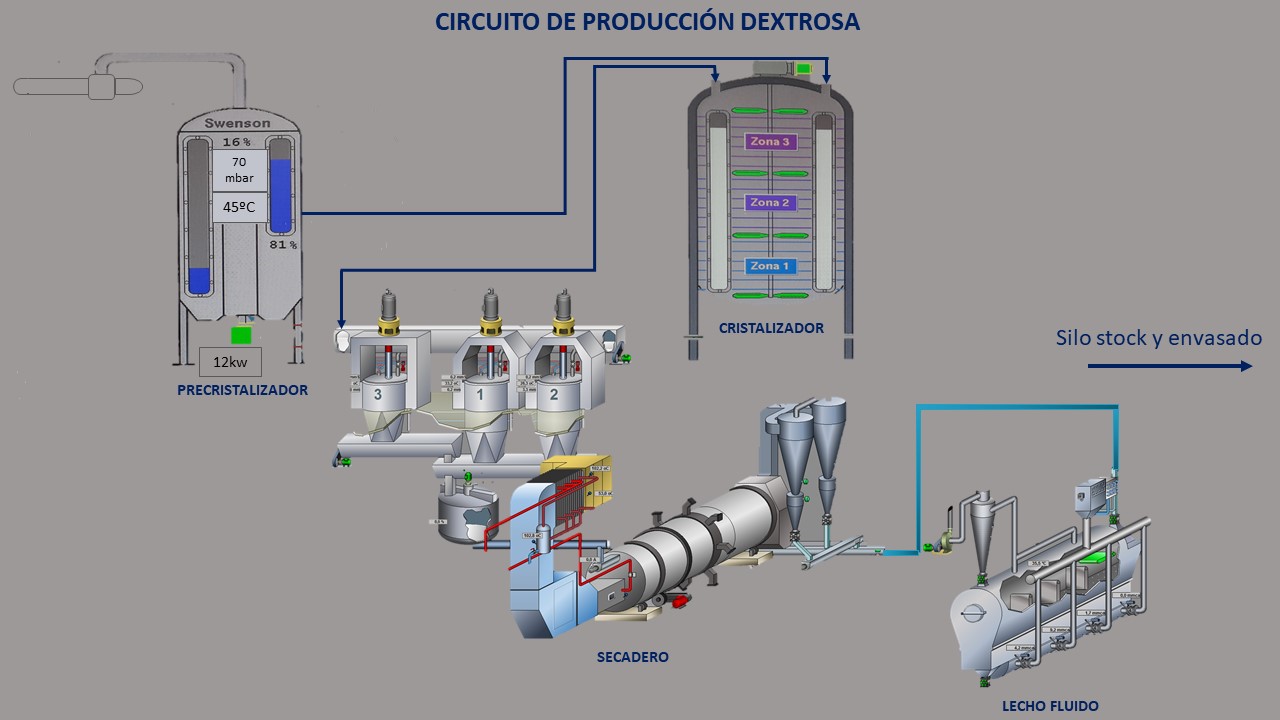 CIRCUITO DE PRODUCCIÓN DEXTROSA
Swenson
16%
70
mbar
45ºC
81%
12kw
PRECRISTALIZADOR
Zona 3
Zona 2
Zona 1
CRISTALIZADOR
Silo stock y envasado
3
1
2
SECADERO
LECHO FLUIDO